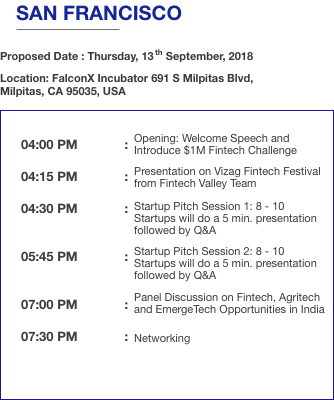 SAN FRANCISCO
Proposed Date : Thursday, 13th September, 2018
Location: FalconX Incubator 691 S Milpitas Blvd,
Milpitas, CA 95035, USA
04:00 PM : Opening: Welcome Speech and
Introduce $1M Fintech Challenge
04:15 PM : Presentation on Vizag Fintech Festival
from Fintech Valley Team
04:30 PM : Startup Pitch Session 1: 8 - 10
Startups will do a 5 min. presentation
followed by Q&A
05:45 PM : Startup Pitch Session 2: 8 - 10
Startups will do a 5 min. presentation
followed by Q&A
07:00 PM : Panel Discussion on Fintech, Agritech
and EmergeTech Opportunities in India
07:30 PM : Networking